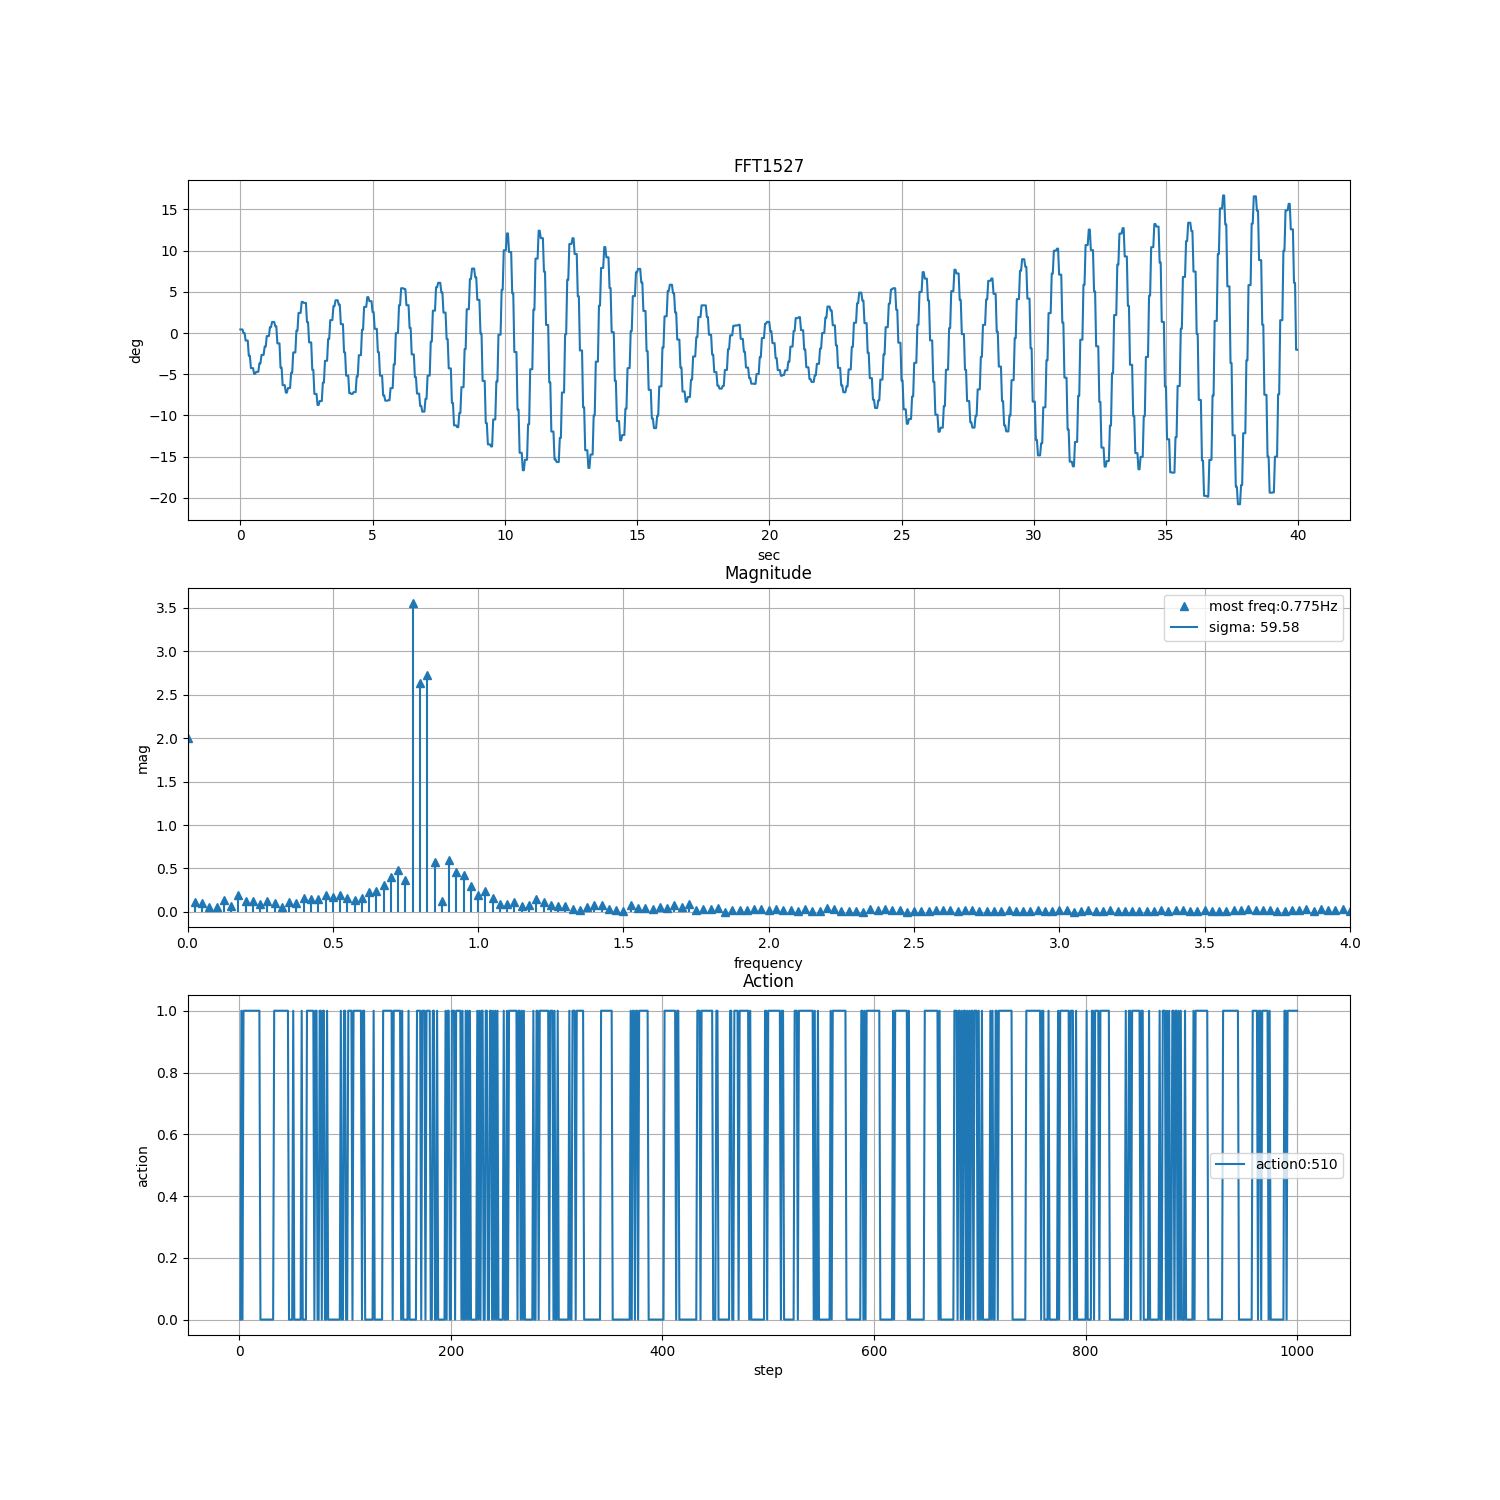 FFT1527
15
10
5
0
−5
−10
−15
−20
deg
0 5 10 15 20 25 30 35 40
sec
Magnitude
most freq:0.775Hz
sigma: 59.58
3.5
3.0
2.5
2.0
1.5
1.0
0.5
0.0
mag
0.0 0.5 1.0 1.5 2.0 2.5 3.0 3.5 4.0
frequency
Action
1.0
0.8
0.6
0.4
0.2
0.0
action
action0:510
0 200 400 600 800 1000
step